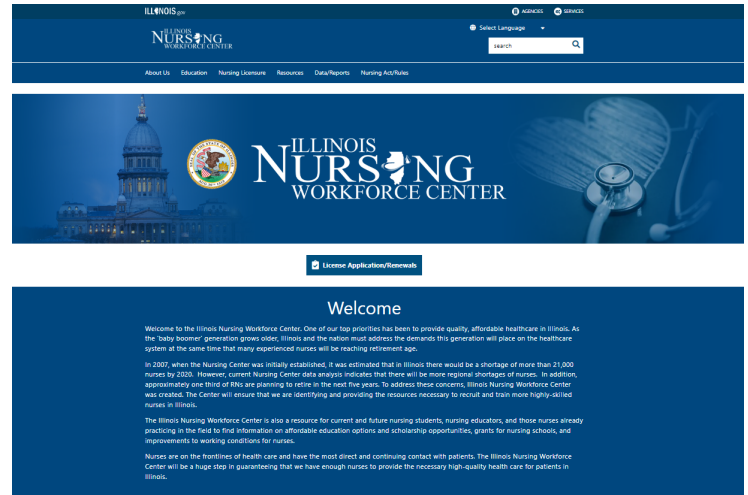 ILLINOIS.gov
AGENCIES SERVICES
Select Language
ILLINOIS
NURSING
WORKFORCE CENTER
search
About Us Education Nursing Licensure Resources Data/Reports Nursing Act/Rules
ILLINOIS
NURSING
WORKFORCE CENTER
License Application/Renewals
Welcome
Welcome to the Illinois Nursing Workforce Center. One of our top priorities has been to provide quality, affordable healthcare in Illinois. As
the 'baby boomer' generation grows older, Illinois and the nation must address the demands this generation will place on the healthcare
system at the same time that many experienced nurses will be reaching retirement age.
In 2007, when the Nursing Center was initially established, it was estimated that in Illinois there would be a shortage of more than 21,000
nurses by 2020. However, current Nursing Center data analysis indicates that there will be more regional shortages of nurses. In addition,
approximately one third of RNs are planning to retire in the next five years. To address these concerns, Illinois Nursing Workforce Center
was created. The Center will ensure that we are identifying and providing the resources necessary to recruit and train more highly-skilled
nurses in Illinois.
The Illinois Nursing Workforce Center is also a resource for current and future nursing students, nursing educators, and those nurses already
practicing in the field to find information on affordable education options and scholarship opportunities, grants for nursing schools, and
improvements to working conditions for nurses.
Nurses are on the frontlines of health care and have the most direct and continuing contact with patients. The Illinois Nursing Workforce
Center will be a huge step in guaranteeing that we have enough nurses to provide the necessary high-quality health care for patients in
Illinois.